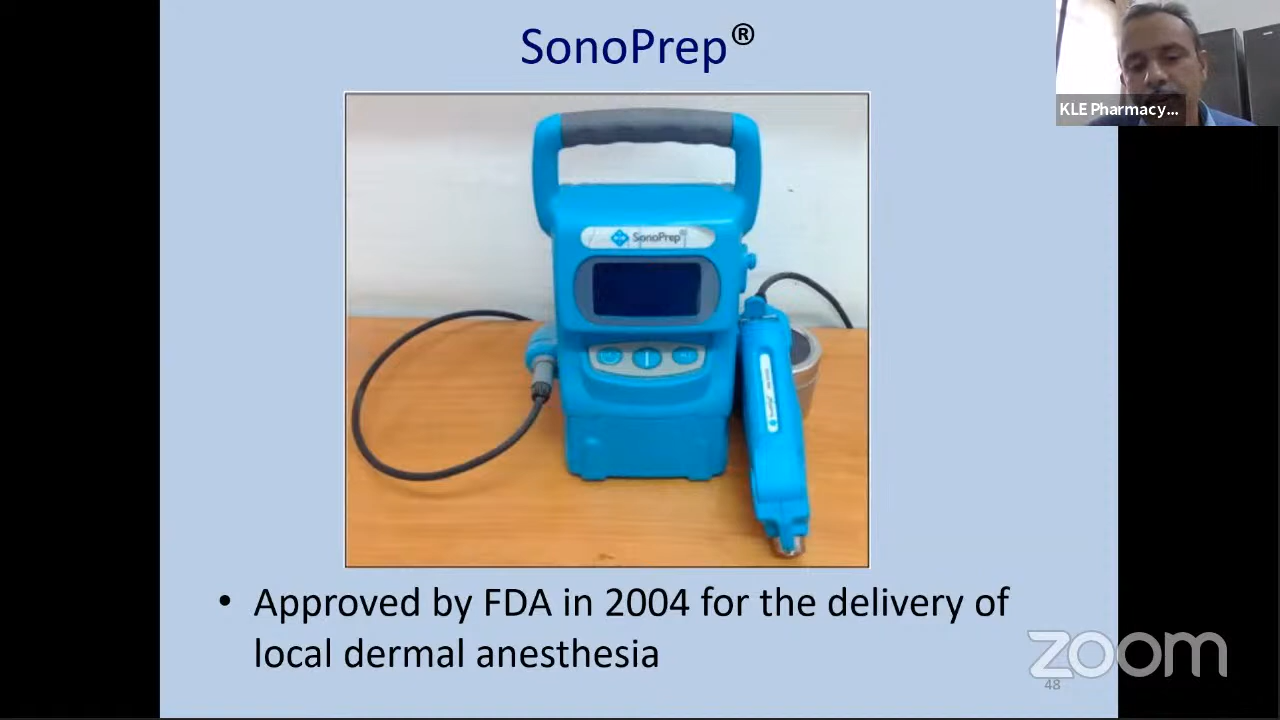 SonoPrep®
KLE Pharmacy...
SonoPrep
• Approved by FDA in 2004 for the delivery of
local dermal anesthesia
zoom
48